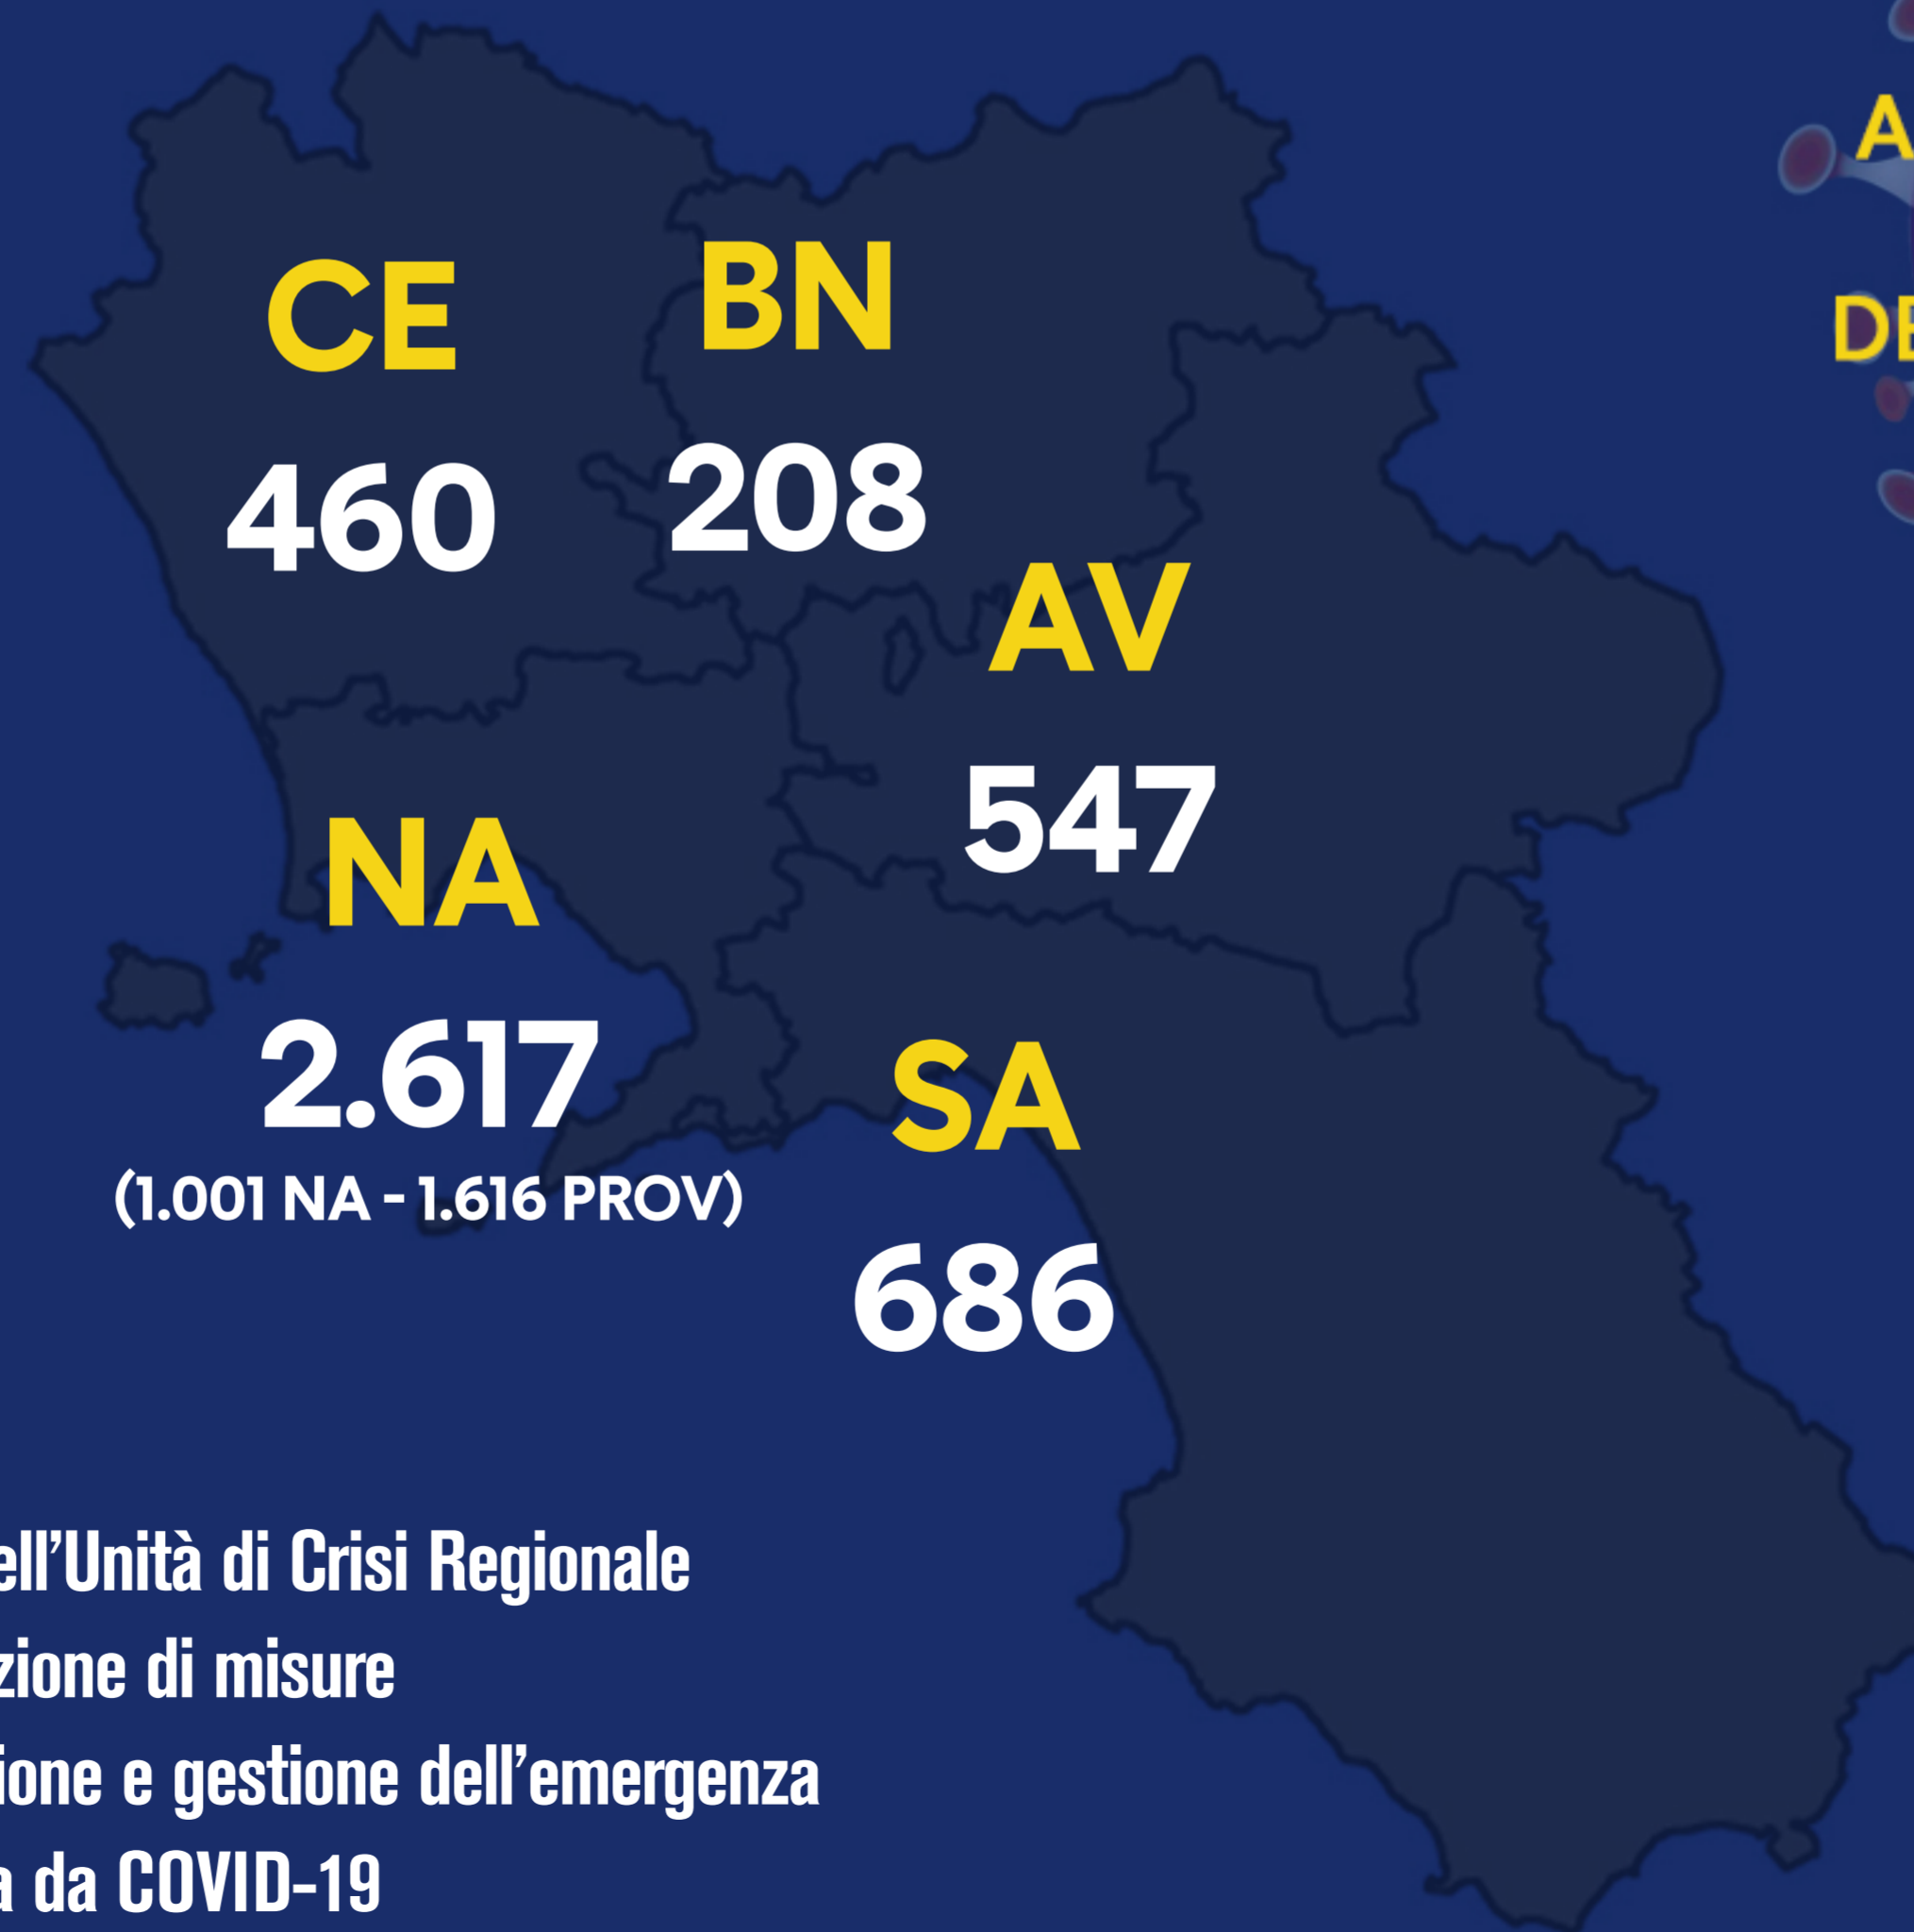 CE
460
BN
208
AV
547
NA
2.617
(1.001 NA - 1.616 PROV)
SA
686
A
DE
ell'Unità di Crisi Regionale
zione di misure
ione e gestione dell'emergenza
a da COVID-19